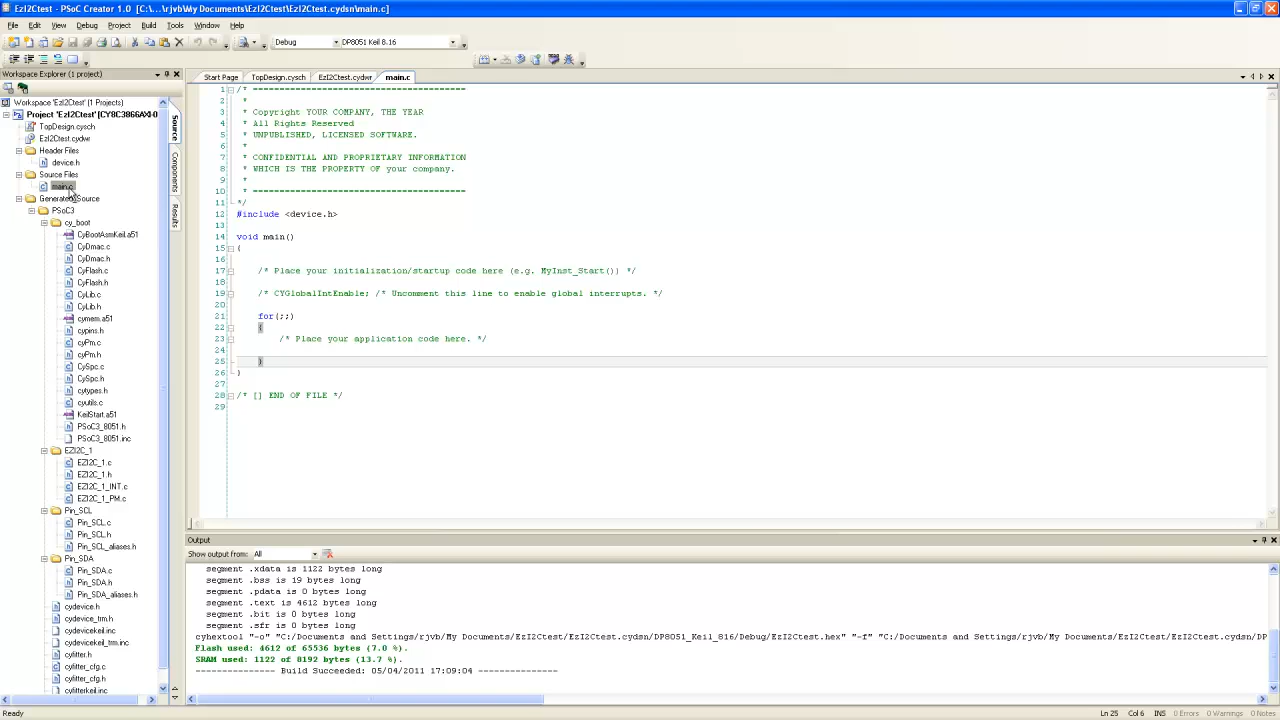 EzI2Ctest - PSoC Creator 1.0 [C:\...\rjvb\My Documents\EzI2Ctest\EzI2Ctest.cydsn\main.c]
File Edit View Debug Project Build Tools Window Help
Debug DP8051 Keil 8.16
Workspace Explorer (1 project)
Workspace 'EzI2Ctest' (1 Projects)
Project 'EzI2Ctest' [CY8C3866AXI-0
TopDesign.cysch
EzI2Ctest.cydwr
Header Files
device.h
Source Files
main.c
Generated Source
PSoC3
cy_boot
CyBootAsmKeil.a51
CyDmac.c
CyDmac.h
CyFlash.c
CyFlash.h
CyLib.c
CyLib.h
cymem.a51
cypins.h
cyPm.c
cyPm.h
CySpc.c
CySpc.h
cytypes.h
cyutils.c
KeilStart.a51
PSoC3_8051.h
PSoC3_8051.inc
EZI2C_1
EZI2C_1.c
EZI2C_1.h
EZI2C_1_INT.c
EZI2C_1_PM.c
Pin_SCL
Pin_SCL.c
Pin_SCL.h
Pin_SCL_aliases.h
Pin_SDA
Pin_SDA.c
Pin_SDA.h
Pin_SDA_aliases.h
cydevice.h
cydevice_trm.h
cydevicekeil.inc
cydevicekeil_trm.inc
cyfitter.h
cyfitter_cfg.c
cyfitter_cfg.h
cyfitterkeil.inc
Source
Components
Results
Start Page TopDesign.cysch EzI2Ctest.cydwr main.c
1 /* ========================================
2 *
3 * Copyright YOUR COMPANY, THE YEAR
4 * All Rights Reserved
5 * UNPUBLISHED, LICENSED SOFTWARE.
6 *
7 * CONFIDENTIAL AND PROPRIETARY INFORMATION
8 * WHICH IS THE PROPERTY OF your company.
9 *
10 * ========================================
11 */
12 #include <device.h>
13
14 void main()
15 {
16
17 /* Place your initialization/startup code here (e.g. MyInst_Start()) */
18
19 /* CYGlobalIntEnable; /* Uncomment this line to enable global interrupts. */
20
21 for(;;)
22 {
23 /* Place your application code here. */
24
25 }
26 }
27
28 /* [] END OF FILE */
29
Output
Show output from: All
segment .xdata is 1122 bytes long
segment .bss is 19 bytes long
segment .pdata is 0 bytes long
segment .text is 4612 bytes long
segment .bit is 0 bytes long
segment .sfr is 0 bytes long
cyhextool "-o" "C:/Documents and Settings/rjvb/My Documents/EzI2Ctest/EzI2Ctest.cydsn/DP8051_Keil_816/Debug/EzI2Ctest.hex" "-f" "C:/Documents and Settings/rjvb/My Documents/EzI2Ctest/EzI2Ctest.cydsn/DP
Flash used: 4612 of 65536 bytes (7.0 %).
SRAM used: 1122 of 8192 bytes (13.7 %).
--------------- Build Succeeded: 05/04/2011 17:09:04 ---------------
Ready Ln 25 Col 6 INS 0 Errors 0 Warnings 0 Notes